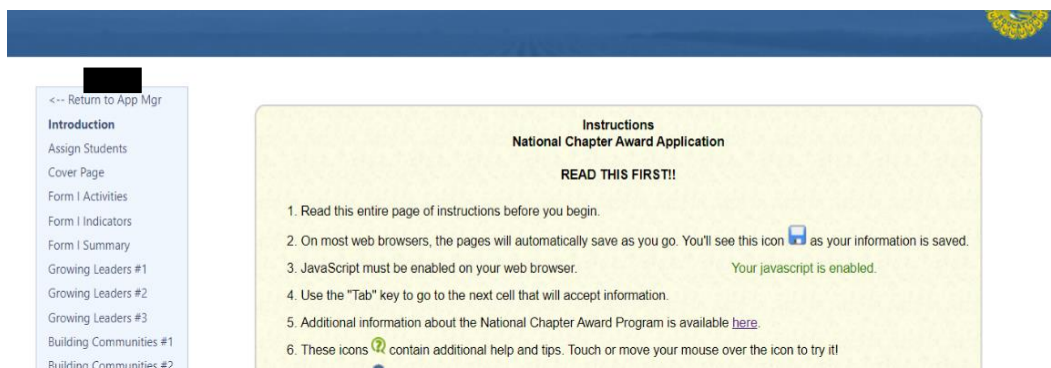 <-- Return to App Mgr
Introduction
Assign Students
Cover Page
Form I Activities
Form I Indicators
Form I Summary
Growing Leaders #1
Growing Leaders #2
Growing Leaders #3
Building Communities #1
Building Communities #2
Instructions
National Chapter Award Application
READ THIS FIRST!!
1. Read this entire page of instructions before you begin.
2. On most web browsers, the pages will automatically save as you go. You'll see this icon as your information is saved.
3. JavaScript must be enabled on your web browser. Your javascript is enabled.
4. Use the "Tab" key to go to the next cell that will accept information.
5. Additional information about the National Chapter Award Program is available here.
6. These icons contain additional help and tips. Touch or move your mouse over the icon to try it!